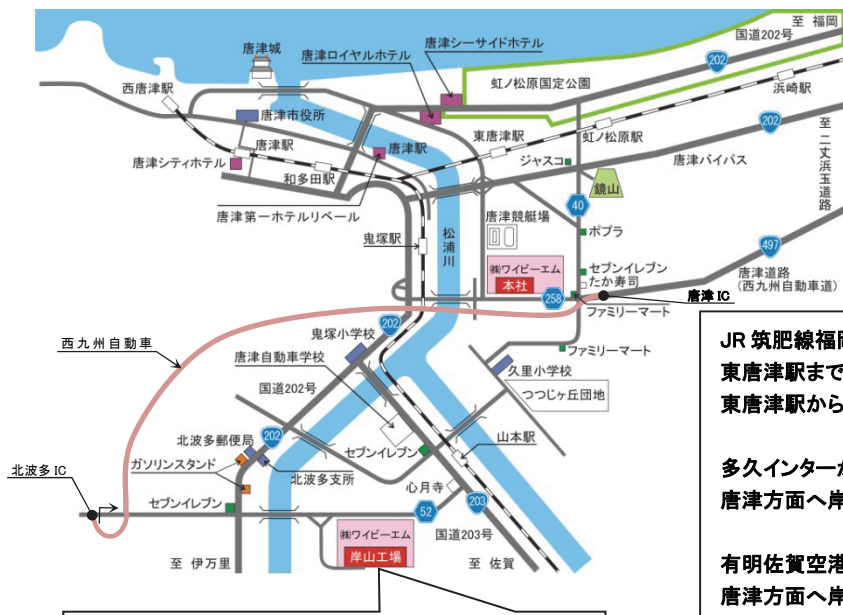 至 福岡
国道202号
唐津シーサイドホテル
唐津城
唐津ロイヤルホテル
202
虹ノ松原国定公園
浜崎駅
西唐津駅
唐津市役所
202
至 二丈浜玉道路
唐津駅
唐津駅
東唐津駅
虹ノ松原駅
唐津シティホテル
和多田駅
ジャスコ
唐津バイパス
鏡山
唐津第一ホテルリベール
40
唐津競艇場
松浦川
ポプラ
鬼塚駅
497
㈱ワイビーエム
本社
セブンイレブン
たか寿司
唐津道路
(西九州自動車道)
258
唐津 IC
ファミリーマート
202
鬼塚小学校
西九州自動車
ファミリーマート
唐津自動車学校
久里小学校
国道202号
つつじヶ丘団地
北波多郵便局
202
セブンイレブン
山本駅
ガソリンスタンド
北波多支所
北波多 IC
心月寺
セブンイレブン
203
52
㈱ワイビーエム
岸山工場
国道203号
至 伊万里
至 佐賀
JR 筑肥線福岡
東唐津駅まで
東唐津駅から
多久インターか
唐津方面へ岸
有明佐賀空港
唐津方面へ岸